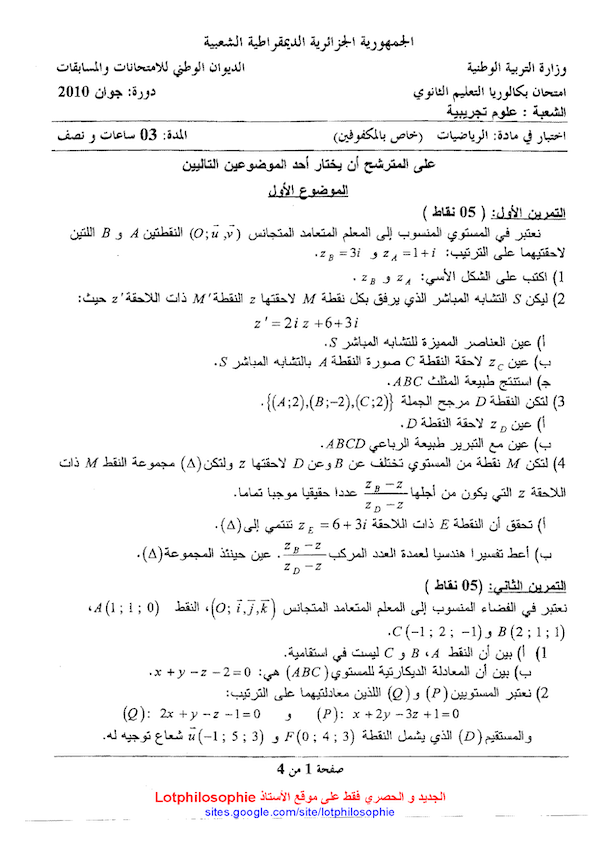 الجمهورية الجزائرية الديمقراطية الشعبية
وزارة التربية الوطنية الديوان الوطني للامتحانات والمسابقات
امتحان بكالوريا التعليم الثانوي دورة: جوان 2010
الشعبة : علوم تجريبية
اختبار في مادة: الرياضيات (خاص بالمكفوفين) المدة: 03 ساعات و نصف
على المترشح أن يختار أحد الموضوعين التاليين
الموضوع الأول
التمرين الأول: ( 05 نقاط )
نعتبر في المستوي المنسوب إلى المعلم المتعامد المتجانس (O; u⃗, v⃗) النقطتين A و B اللتين
لاحقتيهما على الترتيب: z_A = 1+i و z_B = 3i.
1) اكتب على الشكل الأسي: z_A و z_B .
2) ليكن S التشابه المباشر الذي يرفق بكل نقطة M لاحقتها z النقطة M' ذات اللاحقة z' حيث:
z' = 2i z + 6 + 3i
أ) عين العناصر المميزة للتشابه المباشر S.
ب) عين z_C لاحقة النقطة C صورة النقطة A بالتشابه المباشر S.
ج) استنتج طبيعة المثلث ABC.
3) لتكن النقطة D مرجح الجملة {(A;2),(B;−2),(C;2)}.
أ) عين z_D لاحقة النقطة D.
ب) عين مع التبرير طبيعة الرباعي ABCD.
4) لتكن M نقطة من المستوي تختلف عن B وعن D لاحقتها z ولتكن (Δ) مجموعة النقط M ذات
اللاحقة z التي يكون من أجلها (z_B − z)/(z_D − z) عددا حقيقيا موجبا تماما.
أ) تحقق أن النقطة E ذات اللاحقة z_E = 6+3i تنتمي إلى (Δ).
ب) أعط تفسيرا هندسيا لعمدة العدد المركب (z_B − z)/(z_D − z). عين حينئذ المجموعة (Δ).
التمرين الثاني: (05 نقاط )
نعتبر في الفضاء المنسوب إلى المعلم المتعامد المتجانس (O; i⃗, j⃗, k⃗)، النقط A(1 ; 1 ; 0)،
B(2 ; 1 ; 1) و C(−1 ; 2 ; −1).
1) أ) بين أن النقط A، B و C ليست في استقامية.
ب) بين أن المعادلة الديكارتية للمستوي (ABC) هي: x + y − z − 2 = 0.
2) نعتبر المستويين (P) و (Q) اللذين معادلتيهما على الترتيب:
(P): x + 2y − 3z + 1 = 0 و (Q): 2x + y − z − 1 = 0
والمستقيم (D) الذي يشمل النقطة F(0 ; 4 ; 3) و u⃗(−1 ; 5 ; 3) شعاع توجيه له.
صفحة 1 من 4
الجديد و الحصري فقط على موقع الأستاذ Lotphilosophie
sites.google.com/site/lotphilosophie